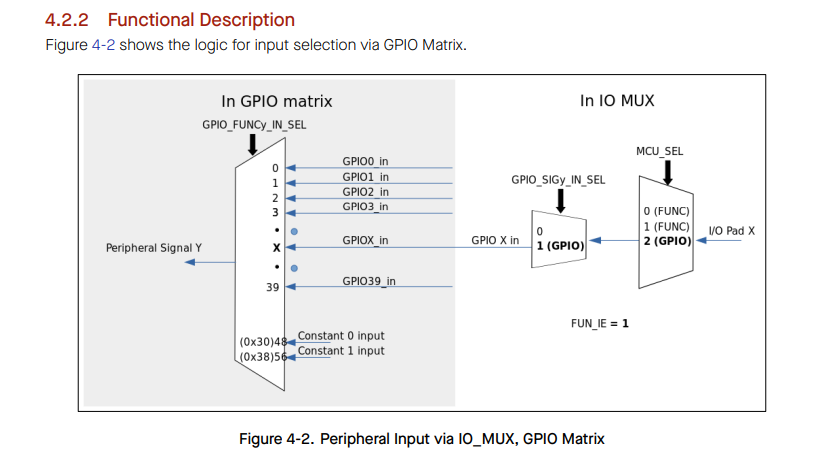 4.2.2 Functional Description
Figure 4-2 shows the logic for input selection via GPIO Matrix.
In GPIO matrix
In IO MUX
GPIO_FUNCy_IN_SEL
MCU_SEL
GPIO_SIGy_IN_SEL
0
GPIO0_in
1
GPIO1_in
2
GPIO2_in
3
GPIO3_in
Peripheral Signal Y
X
GPIOX_in
GPIO X in
0
1 (GPIO)
0 (FUNC)
1 (FUNC)
2 (GPIO)
I/O Pad X
39
GPIO39_in
FUN_IE = 1
(0x30)48
Constant 0 input
(0x38)56
Constant 1 input
Figure 4-2. Peripheral Input via IO_MUX, GPIO Matrix